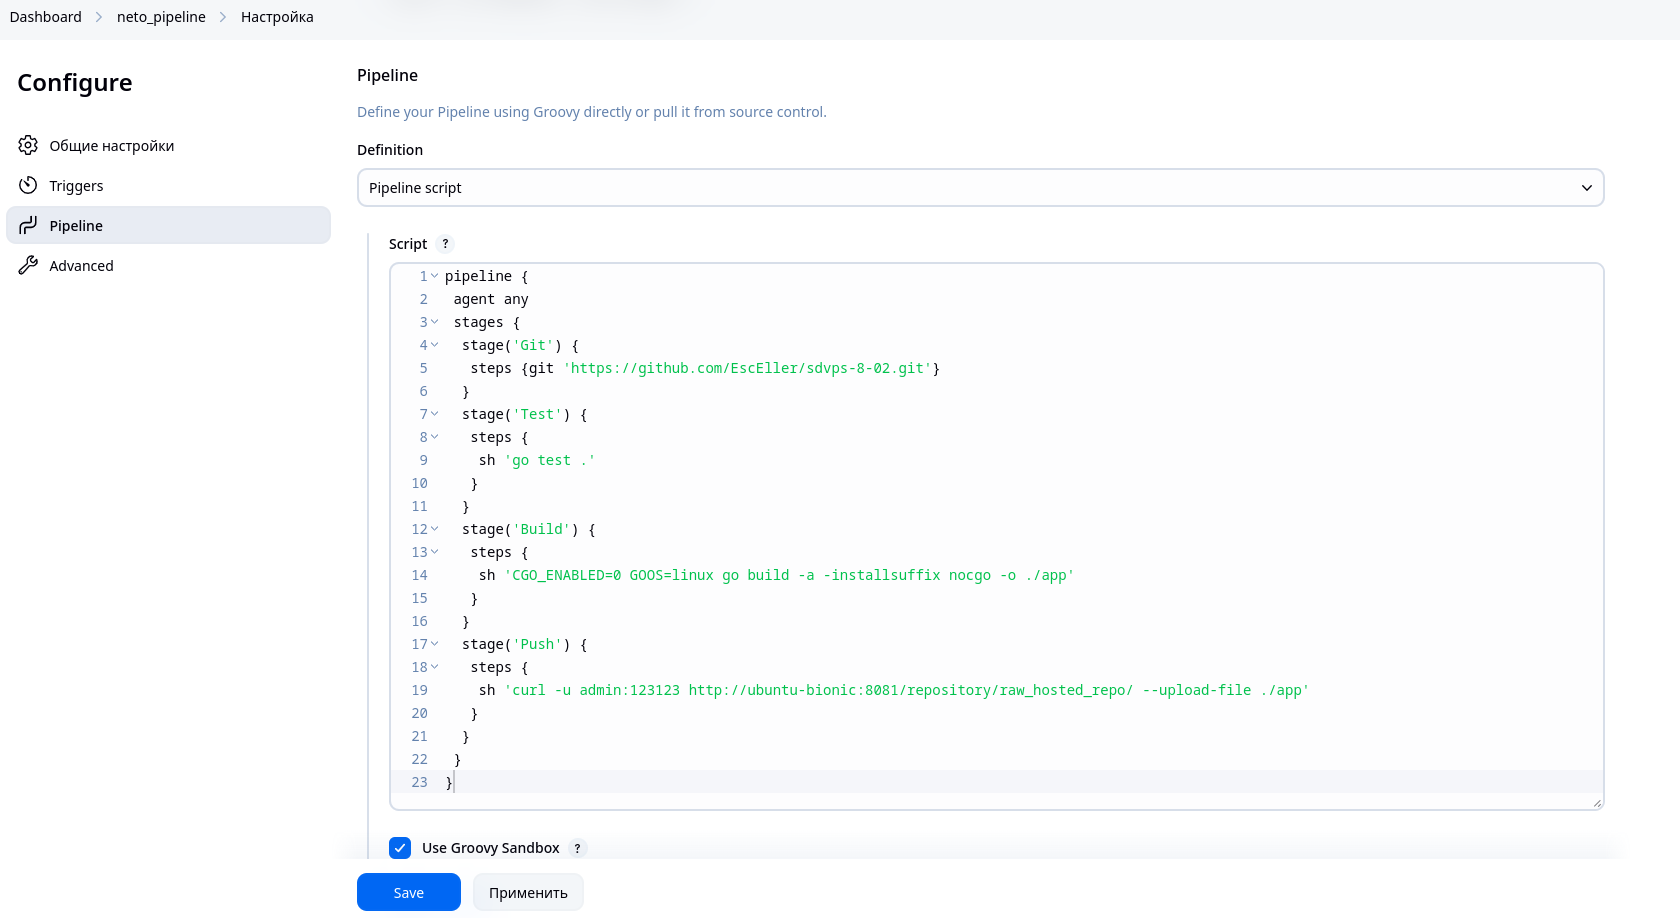 Dashboard > neto_pipeline > Настройка
Configure
Общие настройки
Triggers
Pipeline
Advanced
Pipeline
Define your Pipeline using Groovy directly or pull it from source control.
Definition
Pipeline script
Script ?
1 pipeline {
2  agent any
3  stages {
4   stage('Git') {
5    steps {git 'https://github.com/EscEller/sdvps-8-02.git'}
6   }
7   stage('Test') {
8    steps {
9     sh 'go test .'
10    }
11   }
12   stage('Build') {
13    steps {
14     sh 'CGO_ENABLED=0 GOOS=linux go build -a -installsuffix nocgo -o ./app'
15    }
16   }
17   stage('Push') {
18    steps {
19     sh 'curl -u admin:123123 http://ubuntu-bionic:8081/repository/raw_hosted_repo/ --upload-file ./app'
20    }
21   }
22  }
23 }
Use Groovy Sandbox ?
Save
Применить